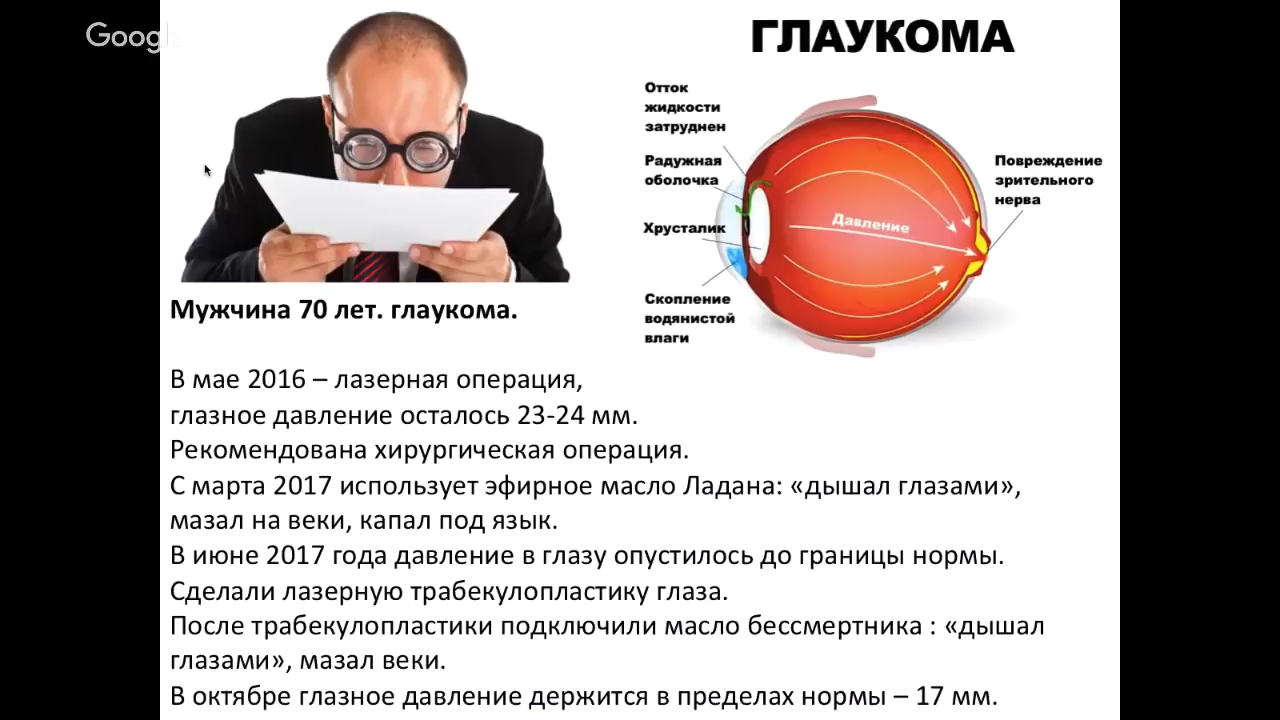 Google
ГЛАУКОМА
Отток
жидкости
затруднен
Радужная
оболочка
Хрусталик
Скопление
водянистой
влаги
Давление
Повреждение
зрительного
нерва
Мужчина 70 лет. глаукома.
В мае 2016 – лазерная операция,
глазное давление осталось 23-24 мм.
Рекомендована хирургическая операция.
С марта 2017 использует эфирное масло Ладана: «дышал глазами»,
мазал на веки, капал под язык.
В июне 2017 года давление в глазу опустилось до границы нормы.
Сделали лазерную трабекулопластику глаза.
После трабекулопластики подключили масло бессмертника : «дышал
глазами», мазал веки.
В октябре глазное давление держится в пределах нормы – 17 мм.